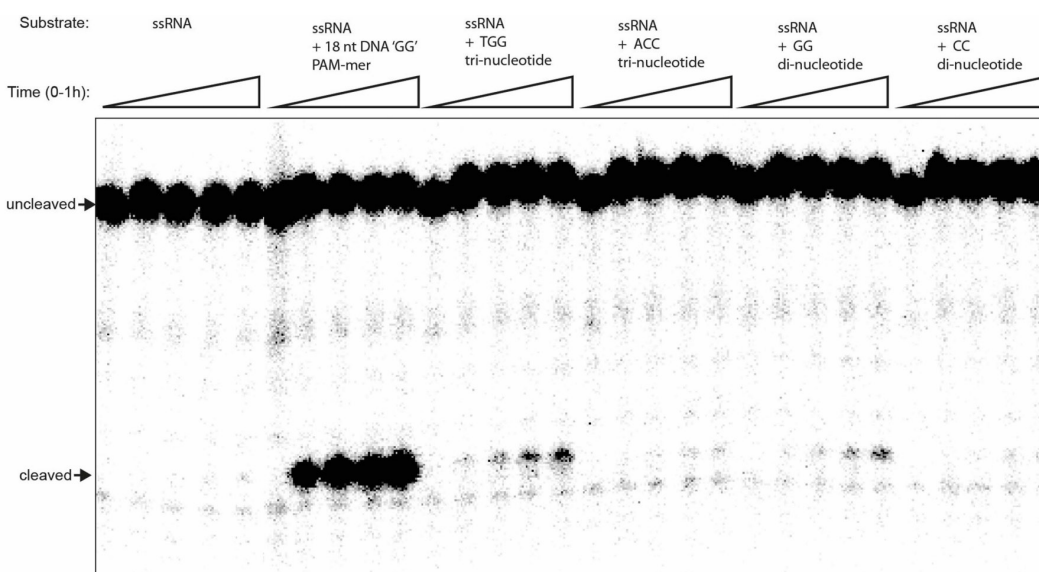 Substrate:
ssRNA
ssRNA
+ 18 nt DNA 'GG'
PAM-mer
ssRNA
+ TGG
tri-nucleotide
ssRNA
+ ACC
tri-nucleotide
ssRNA
+ GG
di-nucleotide
ssRNA
+ CC
di-nucleotide
Time (0-1h):
uncleaved
cleaved